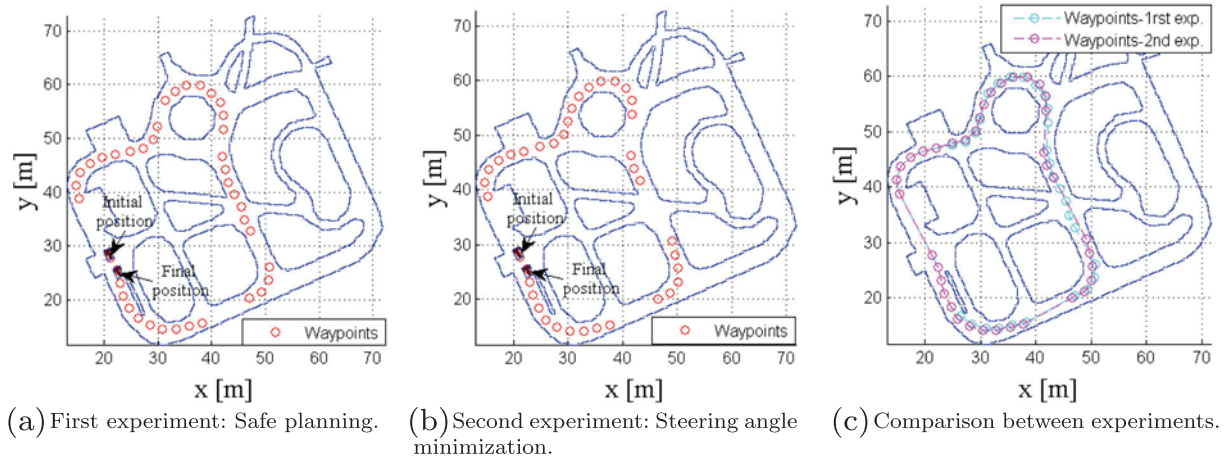 70
60
50
40
30
20
y [m]
Initial
position
Final
position
Waypoints
20 30 40 50 60 70
x [m]
(a) First experiment: Safe planning.
70
60
50
40
30
20
y [m]
Initial
position
Final
position
Waypoints
20 30 40 50 60 70
x [m]
(b) Second experiment: Steering angle
minimization.
Waypoints-1rst exp.
Waypoints-2nd exp.
70
60
50
40
30
20
y [m]
20 30 40 50 60 70
x [m]
(c) Comparison between experiments.